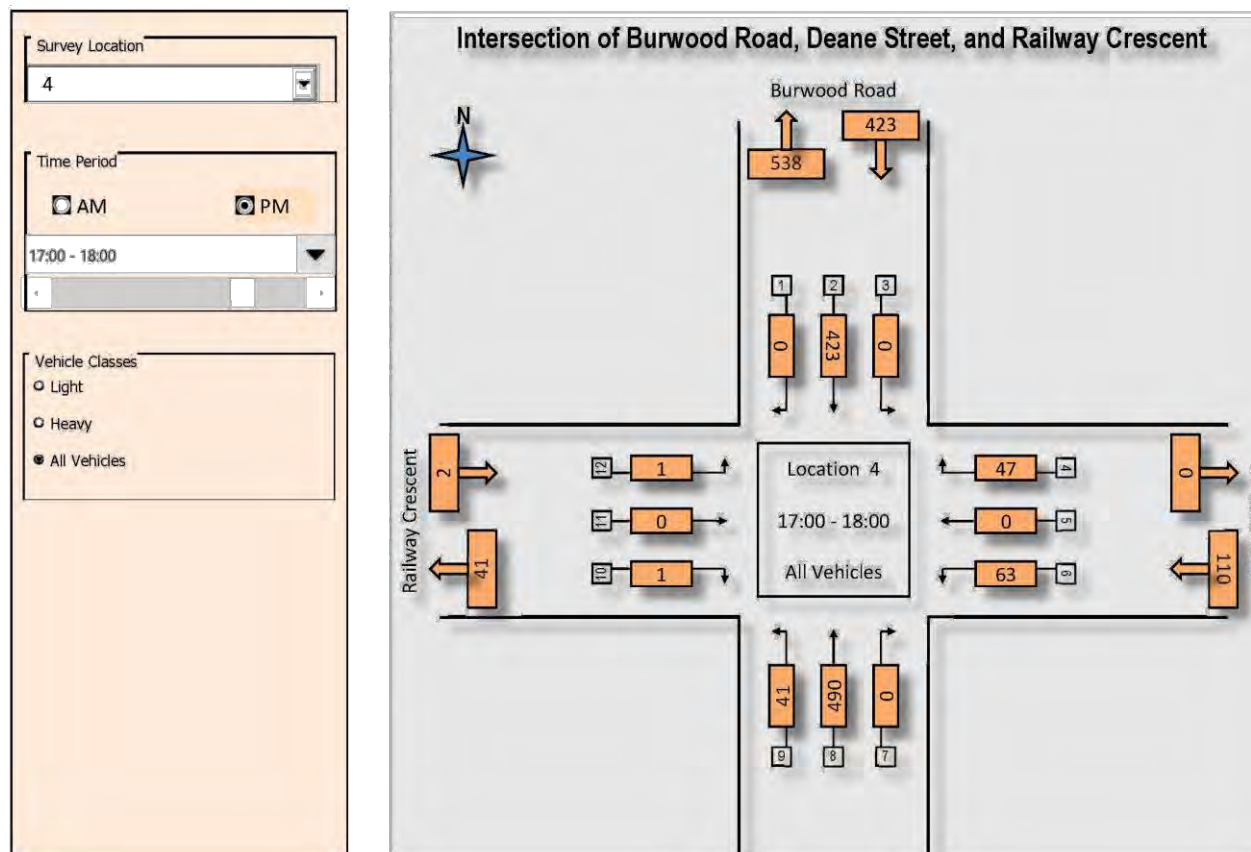 Survey Location
4
Time Period
AM
PM
17:00 - 18:00
Vehicle Classes
Light
Heavy
All Vehicles
Intersection of Burwood Road, Deane Street, and Railway Crescent
Burwood Road
N
538
423
1
2
3
0
423
0
Railway Crescent
2
41
12
1
11
0
10
1
Location 4
17:00 - 18:00
All Vehicles
47
4
0
5
63
6
0
110
41
490
0
9
8
7